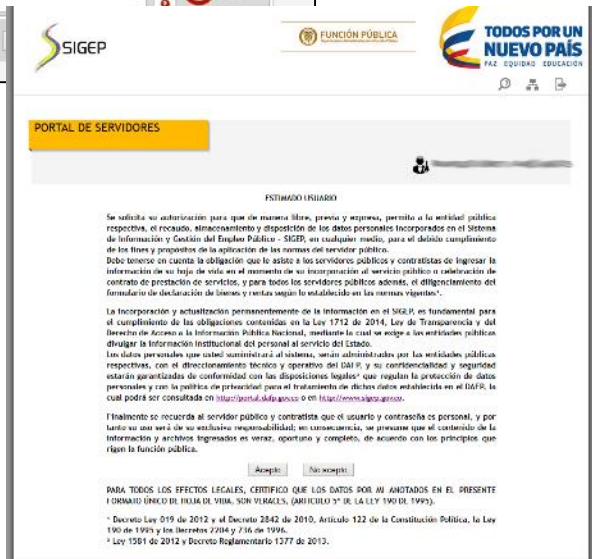 SIGEP
FUNCIÓN PÚBLICA
TODOS POR UN
NUEVO PAÍS
PAZ EQUIDAD EDUCACIÓN
PORTAL DE SERVIDORES
ESTIMADO USUARIO
Se solicita su autorización para que de manera libre, previa y expresa, permita a la entidad pública
respectiva, el recaudo, almacenamiento y disposición de los datos personales incorporados en el Sistema
de Información y Gestión del Empleo Público - SIGEP, en cualquier medio, para el debido cumplimiento
de los fines y propósitos de la aplicación de las normas del servidor público.
Debe tenerse en cuenta la obligación que le asiste a los servidores públicos y contratistas de ingresar la
información de su hoja de vida en el momento de su incorporación al servicio público o celebración de
contrato de prestación de servicios, y para todos los servidores públicos además, el diligenciamiento del
formulario de declaración de bienes y rentas según lo establecido en las normas vigentes¹.
La incorporación y actualización permanentemente de la información en el SIGEP, es fundamental para
el cumplimiento de las obligaciones contenidas en la Ley 1712 de 2014, Ley de Transparencia y del
Derecho de Acceso a la Información Pública Nacional, mediante la cual se exige a las entidades públicas
divulgar la información institucional del personal al servicio del Estado.
Los datos personales que usted suministrará al sistema, serán administrados por las entidades públicas
respectivas, con el direccionamiento técnico y operativo del DAFP, y su confidencialidad y seguridad
estarán garantizadas de conformidad con las disposiciones legales² que regulan la protección de datos
personales y con la política de privacidad para el tratamiento de dichos datos establecida en el DAFP, la
cual podrá ser consultada en http://portal.dafp.gov.co o en http://www.sigep.gov.co.
Finalmente se recuerda al servidor público y contratista que el usuario y contraseña es personal, y por
tanto su uso será de su exclusiva responsabilidad; en consecuencia, se presume que el contenido de la
información y archivos ingresados es veraz, oportuno y completo, de acuerdo con los principios que
rigen la función pública.
Acepto No acepto
PARA TODOS LOS EFECTOS LEGALES, CERTIFICO QUE LOS DATOS POR MI ANOTADOS EN EL PRESENTE
FORMATO ÚNICO DE HOJA DE VIDA, SON VERACES, (ARTÍCULO 5° DE LA LEY 190 DE 1995).
¹ Decreto Ley 019 de 2012 y el Decreto 2842 de 2010, Artículo 122 de la Constitución Política, la Ley
190 de 1995 y los Decretos 2204 y 736 de 1996.
² Ley 1581 de 2012 y Decreto Reglamentario 1377 de 2013.